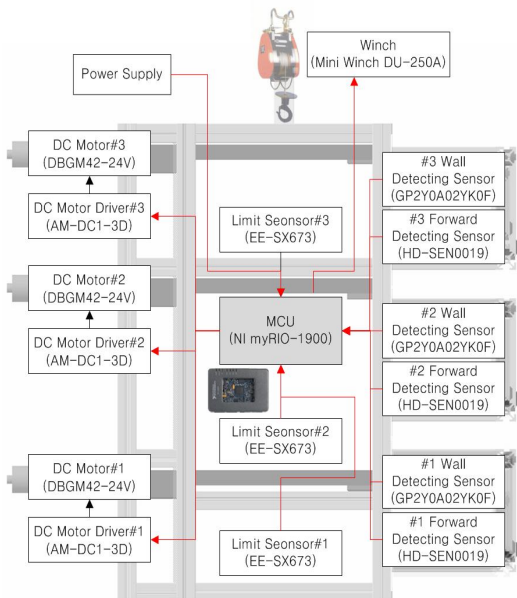 Winch
(Mini Winch DU-250A)
Power Supply
DC Motor#3
(DBGM42-24V)
DC Motor Driver#3
(AM-DC1-3D)
Limit Seonsor#3
(EE-SX673)
#3 Wall
Detecting Sensor
(GP2Y0A02YK0F)
#3 Forward
Detecting Sensor
(HD-SEN0019)
DC Motor#2
(DBGM42-24V)
DC Motor Driver#2
(AM-DC1-3D)
MCU
(NI myRIO-1900)
#2 Wall
Detecting Sensor
(GP2Y0A02YK0F)
#2 Forward
Detecting Sensor
(HD-SEN0019)
Limit Seonsor#2
(EE-SX673)
DC Motor#1
(DBGM42-24V)
DC Motor Driver#1
(AM-DC1-3D)
Limit Seonsor#1
(EE-SX673)
#1 Wall
Detecting Sensor
(GP2Y0A02YK0F)
#1 Forward
Detecting Sensor
(HD-SEN0019)